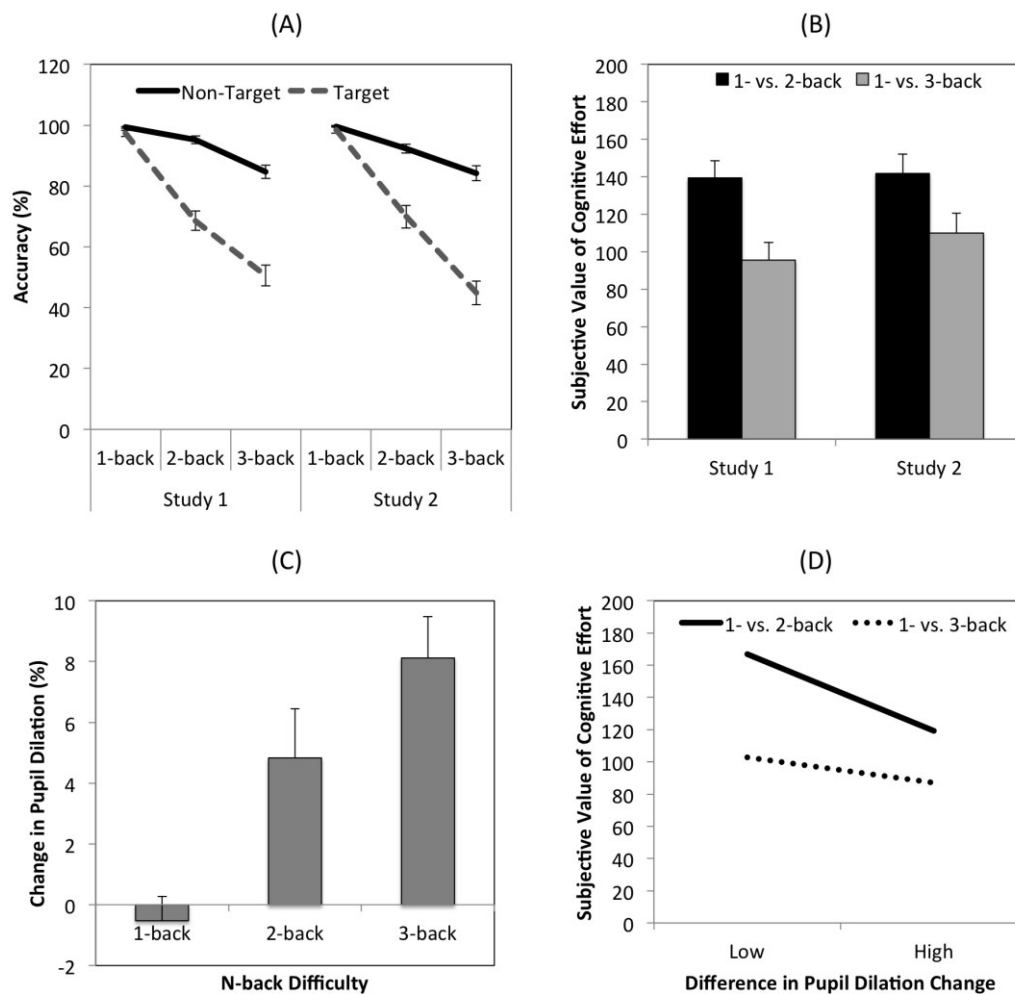 (A)
Accuracy (%)
120
100
80
60
40
20
0
Non-Target
Target
1-back 2-back 3-back 1-back 2-back 3-back
Study 1 Study 2
(B)
Subjective Value of Cognitive Effort
200
180
160
140
120
100
80
60
40
20
0
1- vs. 2-back 1- vs. 3-back
Study 1 Study 2
(C)
Change in Pupil Dilation (%)
10
8
6
4
2
0
-2
1-back 2-back 3-back
N-back Difficulty
(D)
Subjective Value of Cognitive Effort
200
180
160
140
120
100
80
60
40
20
0
1- vs. 2-back 1- vs. 3-back
Low High
Difference in Pupil Dilation Change